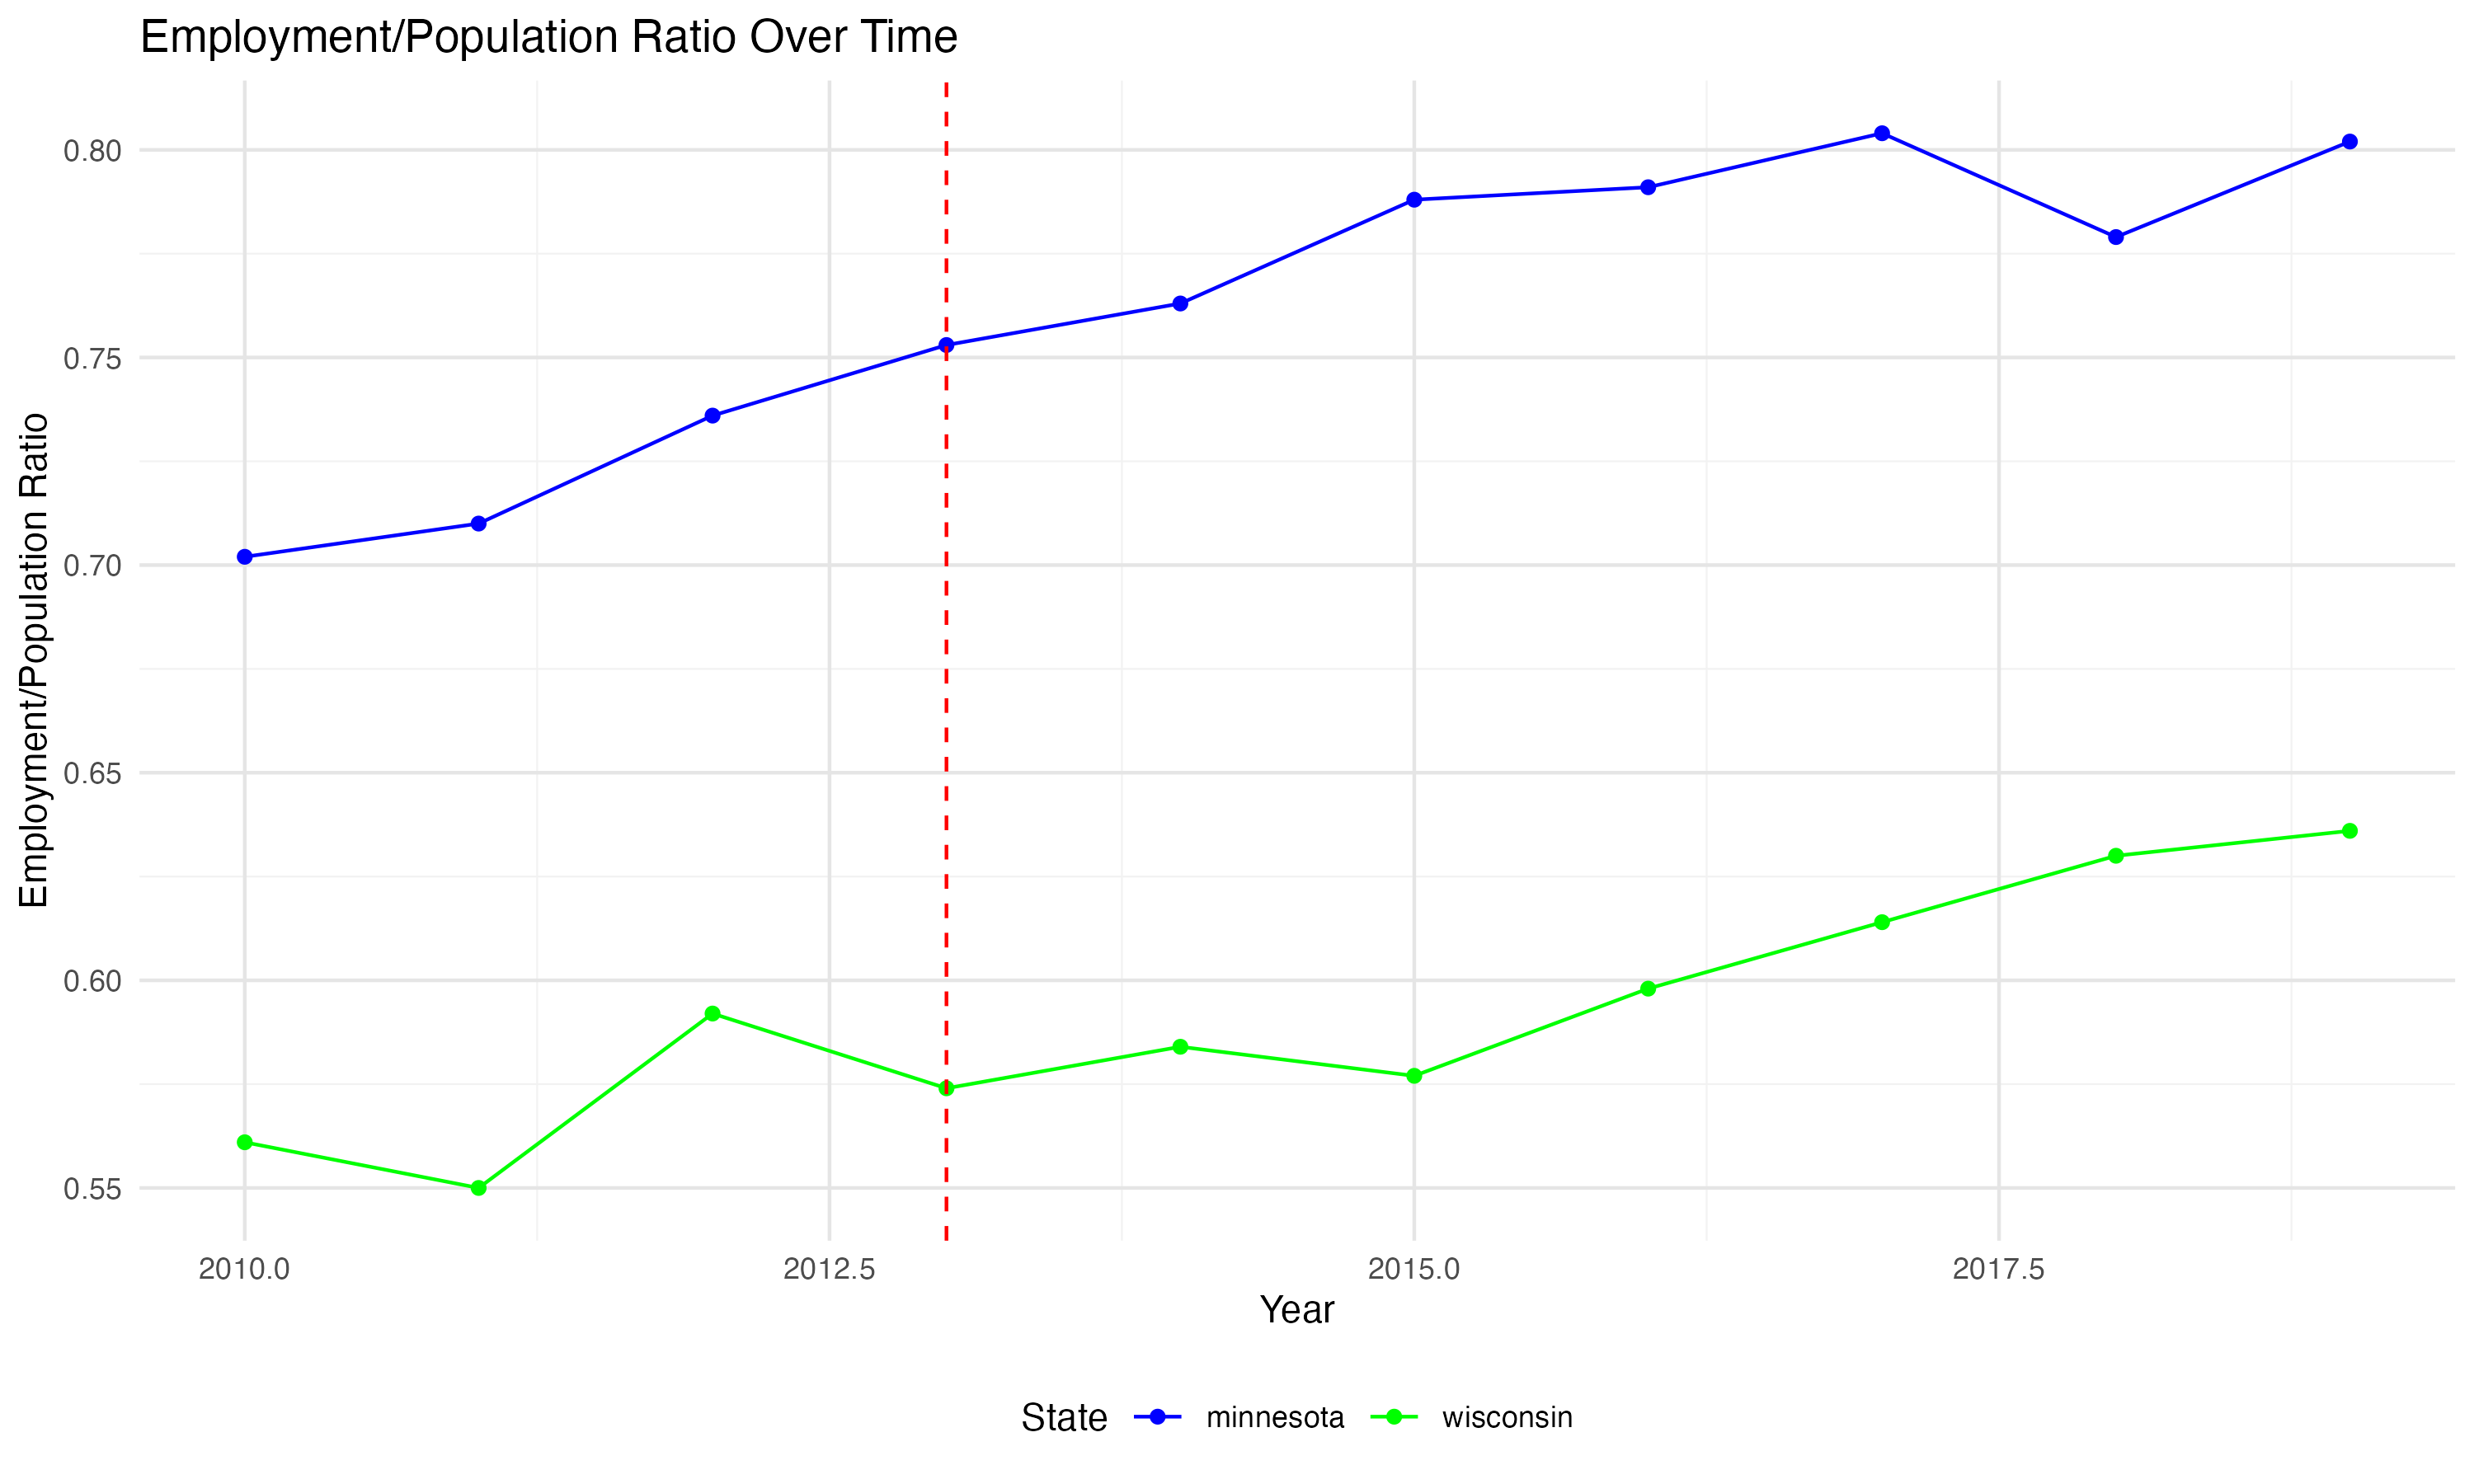 Employment/Population Ratio Over Time
Employment/Population Ratio
0.80
0.75
0.70
0.65
0.60
0.55
2010.0 2012.5 2015.0 2017.5
Year
State minnesota wisconsin